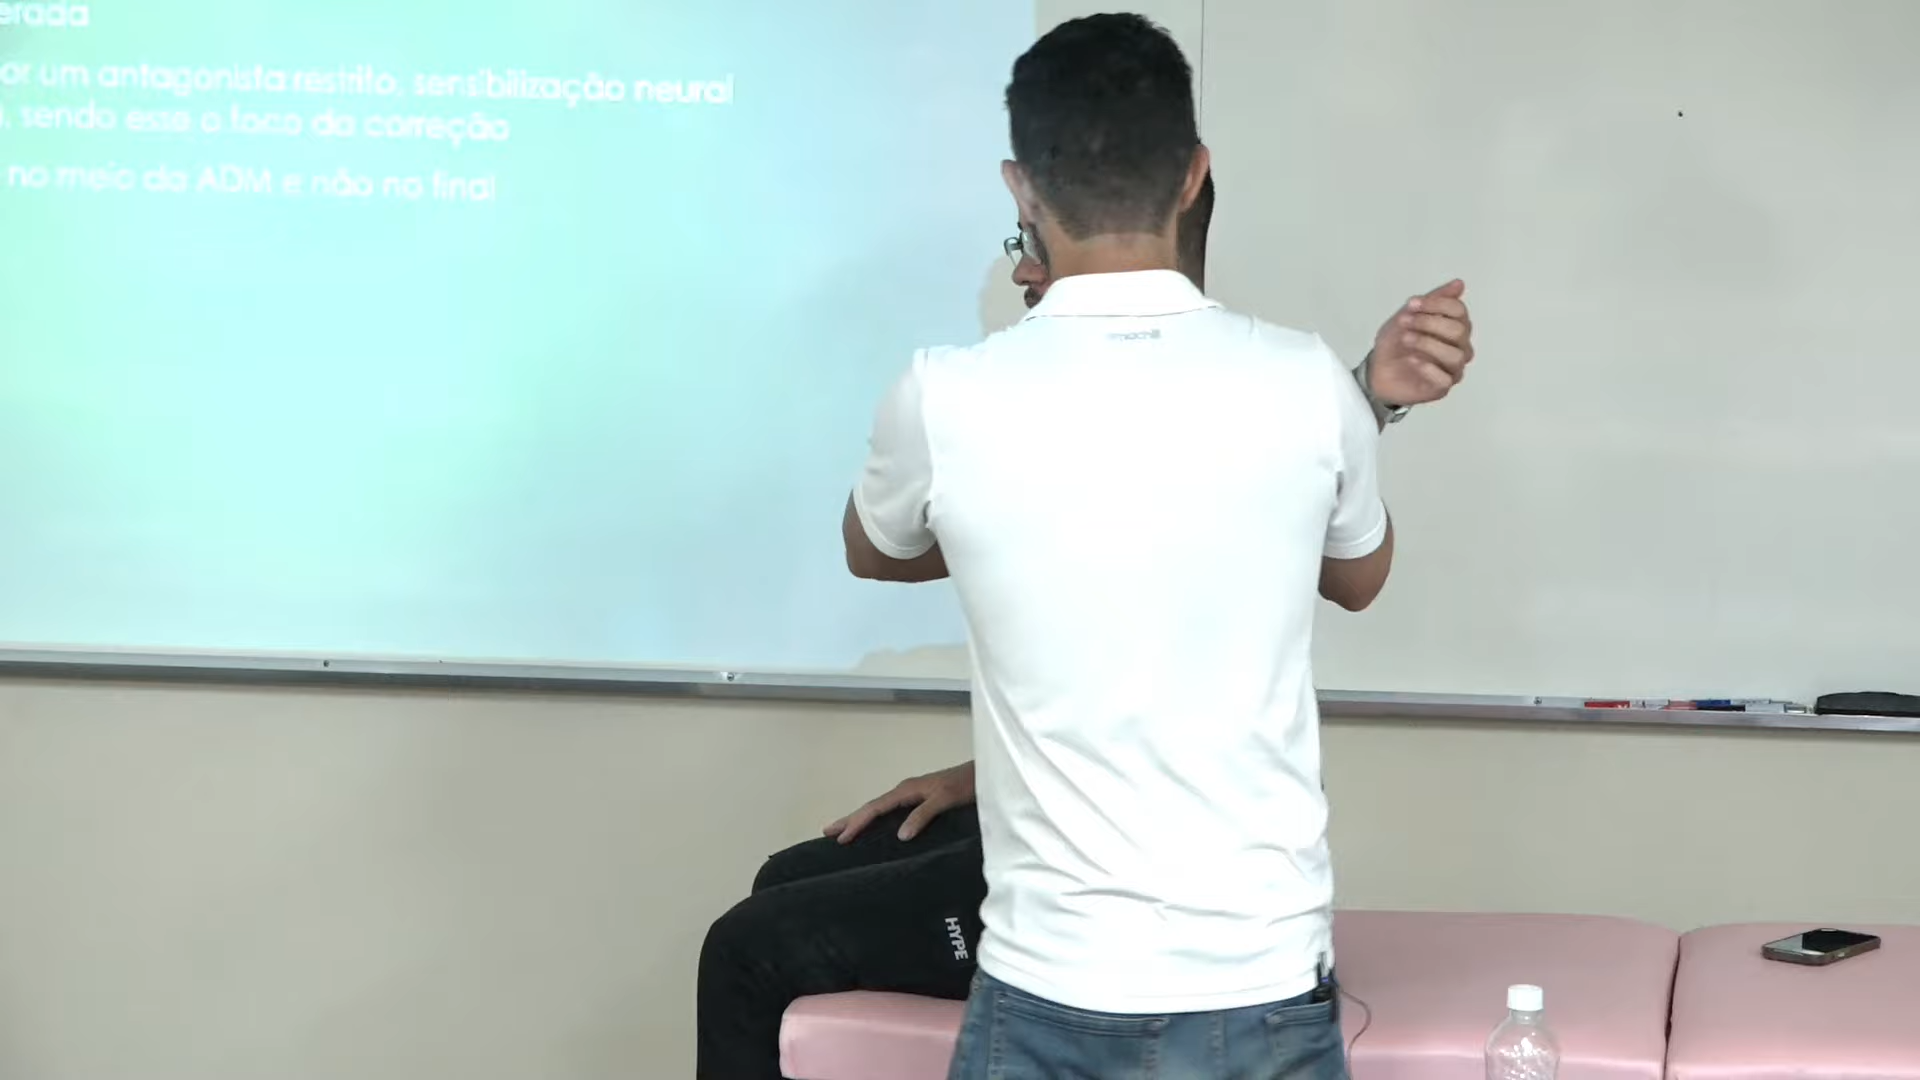 erada
or um antagonista restrito, sensibilização neural
, sendo esse o foco da correção
no meio da ADM e não no final
HYPE